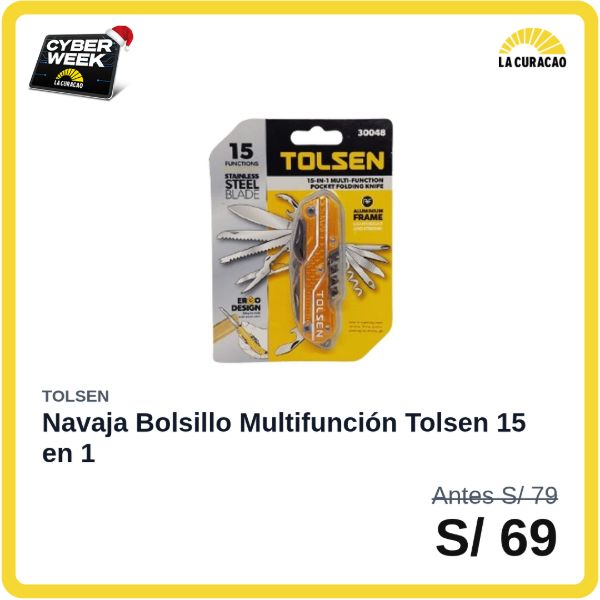 CYBER
WEEK
LA CURACAO
LA CURACAO
30048
15
FUNCTIONS
TOLSEN
STAINLESS
STEEL
BLADE
15-IN-1 MULTI-FUNCTION
POCKET FOLDING KNIFE
ALUMINIUM
FRAME
TOLSEN
ERGO
DESIGN
TOLSEN
Navaja Bolsillo Multifunción Tolsen 15
en 1
Antes S/ 79
S/ 69